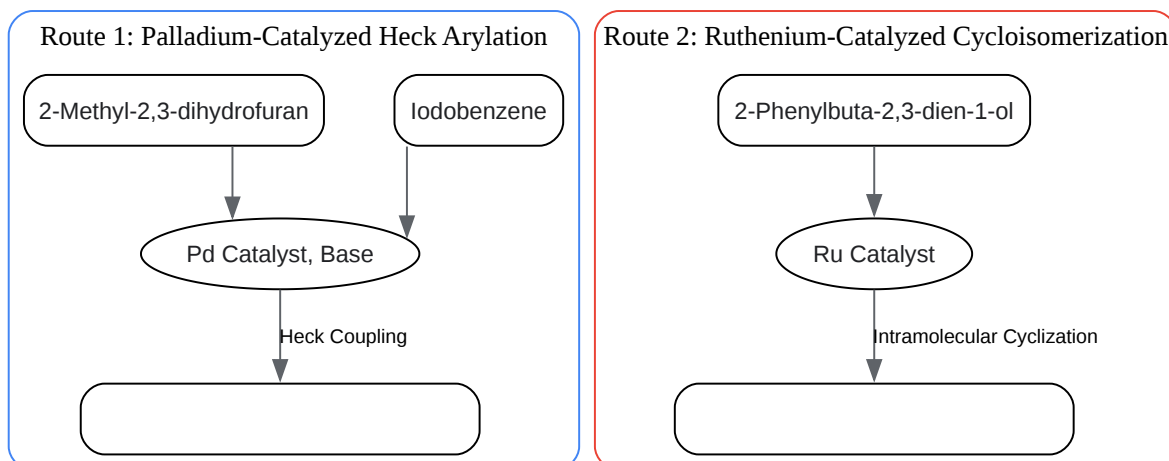 Route 1: Palladium-Catalyzed Heck Arylation
2-Methyl-2,3-dihydrofuran
Iodobenzene
Pd Catalyst, Base
Heck Coupling
Route 2: Ruthenium-Catalyzed Cycloisomerization
2-Phenylbuta-2,3-dien-1-ol
Ru Catalyst
Intramolecular Cyclization